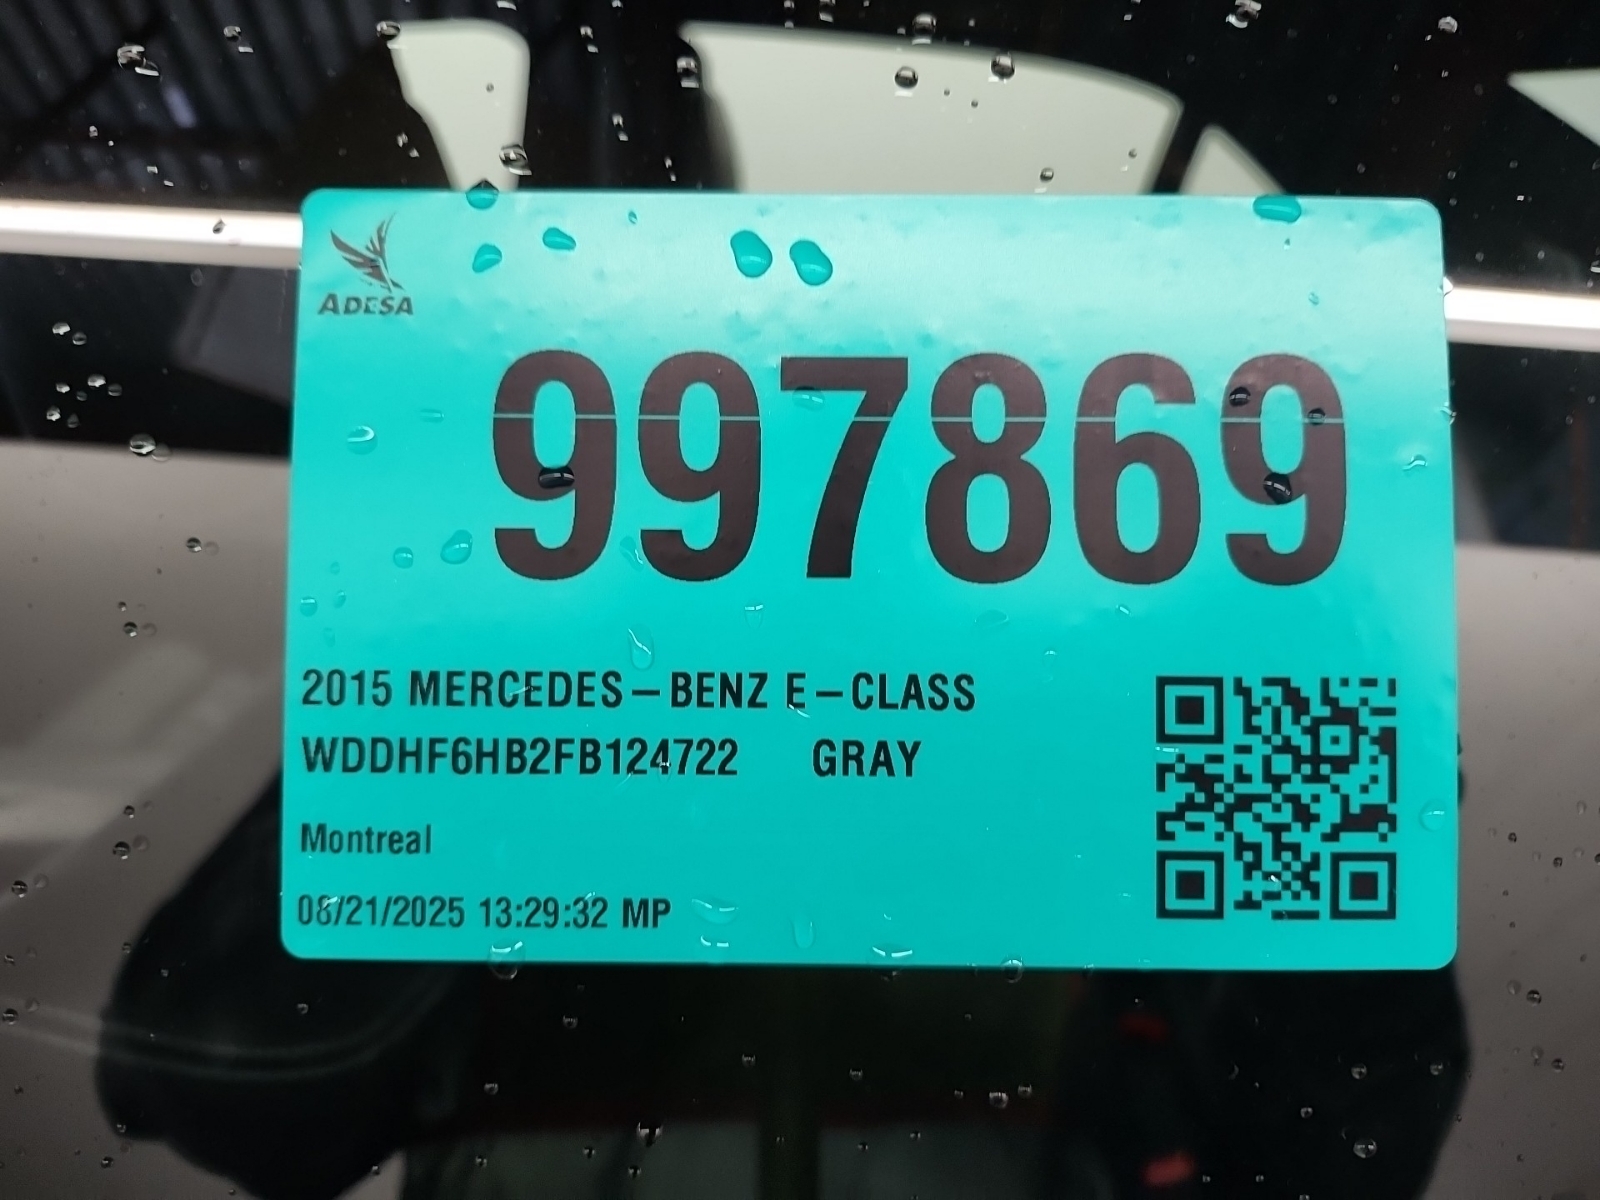 ADESA
997869
2015 MERCEDES-BENZ E-CLASS
WDDHF6HB2FB124722 GRAY
Montreal
08/21/2025 13:29:32 MP